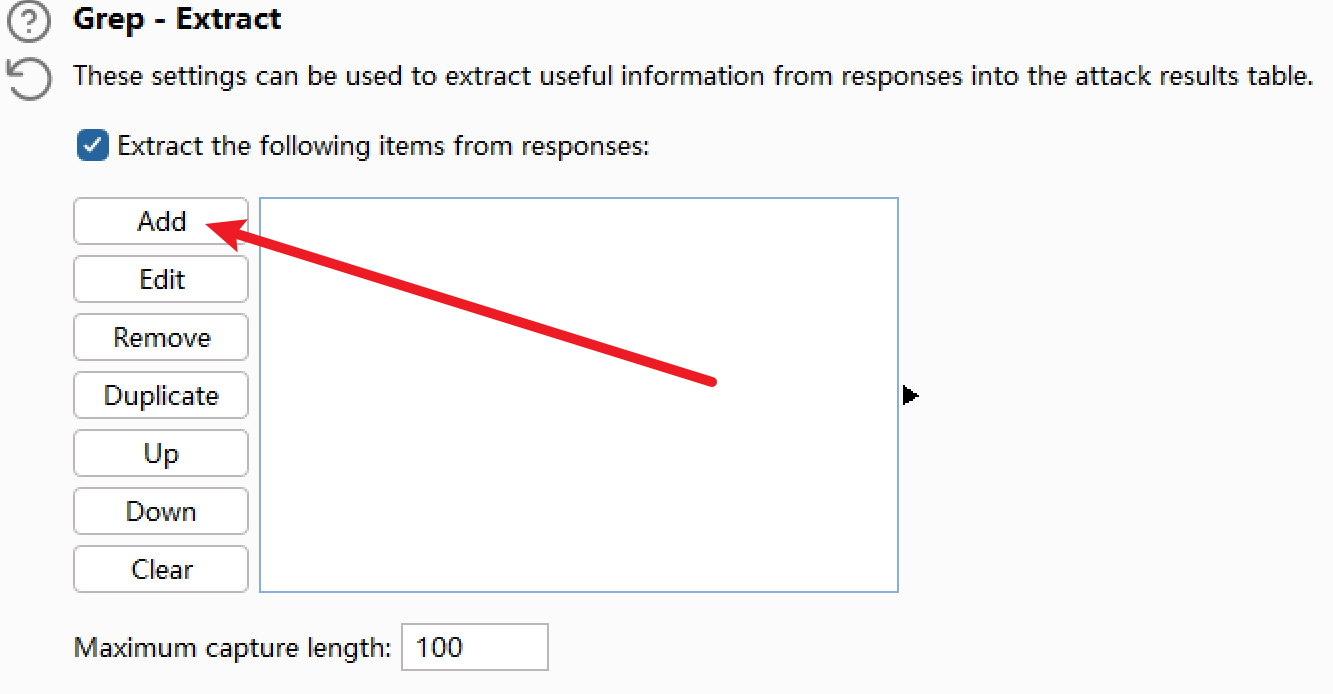 Grep - Extract
These settings can be used to extract useful information from responses into the attack results table.
Extract the following items from responses:
Add
Edit
Remove
Duplicate
Up
Down
Clear
Maximum capture length: 100